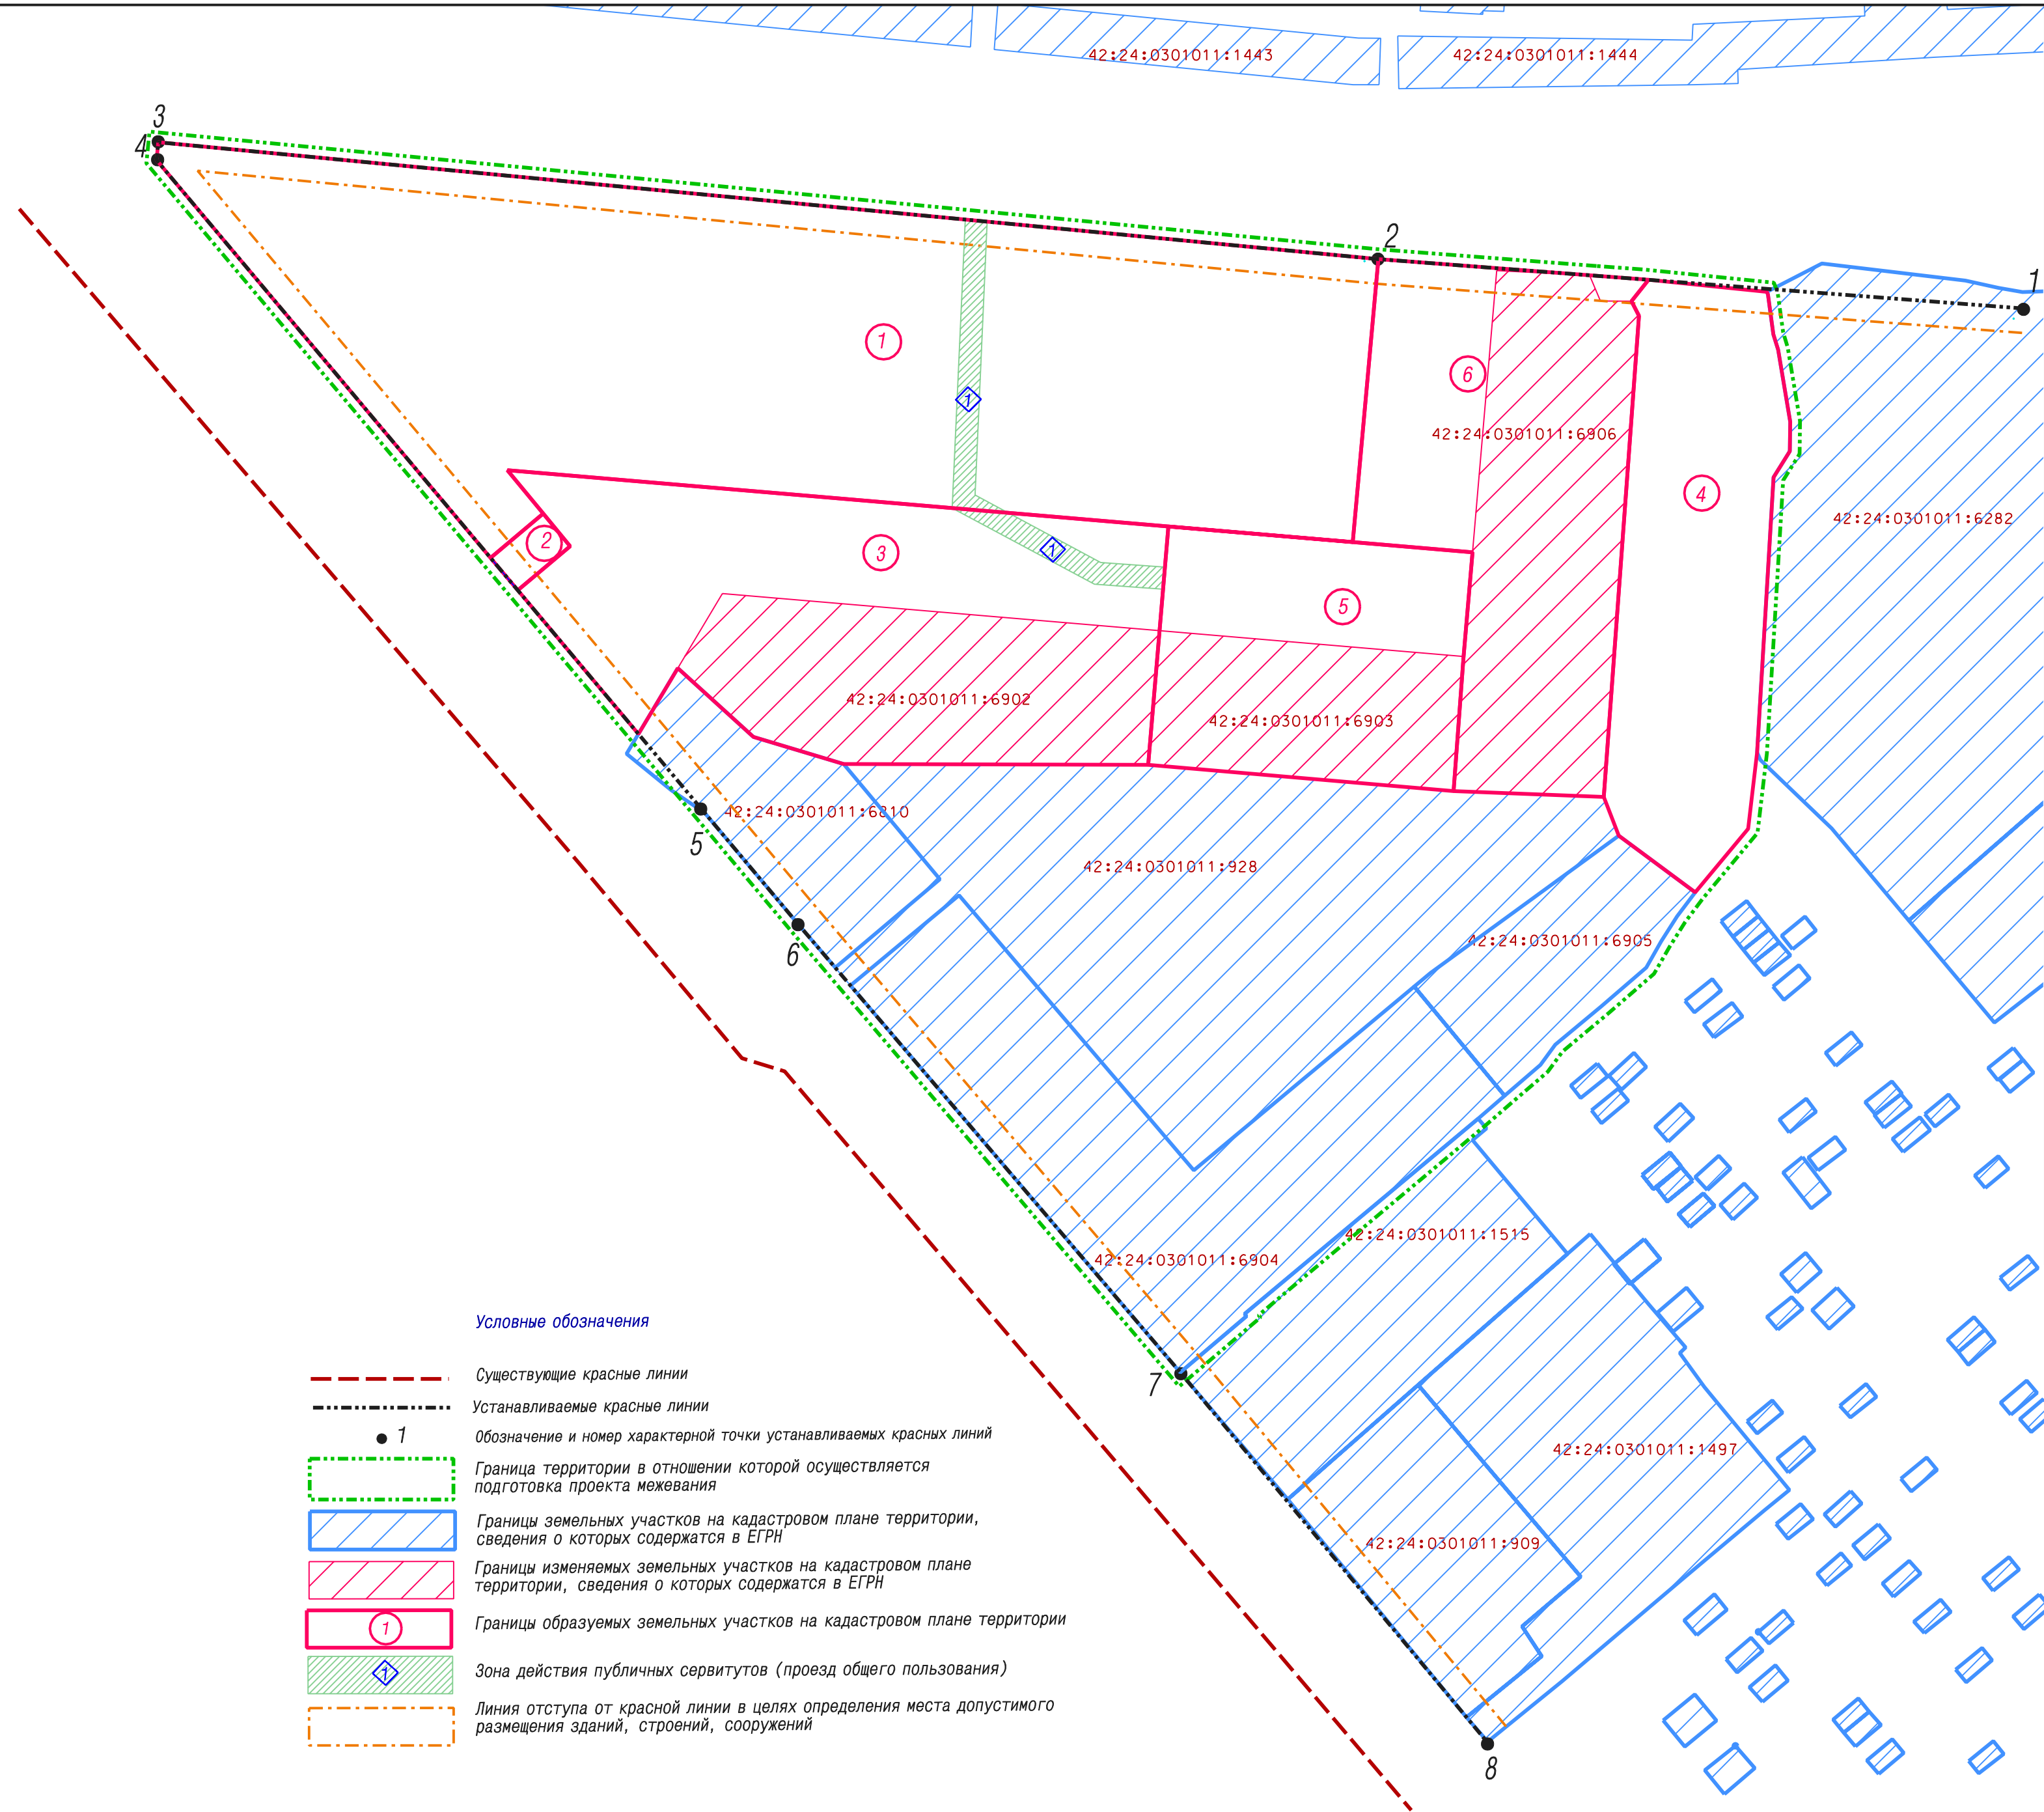 42:24:0301011:1443
42:24:0301011:1444
3
4
2
1
1
6
1
42:24:0301011:6906
4
42:24:0301011:6282
2
3
1
5
42:24:0301011:6902
42:24:0301011:6903
42:24:0301011:6810
5
42:24:0301011:928
42:24:0301011:6905
6
42:24:0301011:1515
42:24:0301011:6904
7
42:24:0301011:1497
42:24:0301011:909
8
Условные обозначения
Существующие красные линии
Устанавливаемые красные линии
1
Обозначение и номер характерной точки устанавливаемых красных линий
Граница территории в отношении которой осуществляется
подготовка проекта межевания
Границы земельных участков на кадастровом плане территории,
сведения о которых содержатся в ЕГРН
Границы изменяемых земельных участков на кадастровом плане
территории, сведения о которых содержатся в ЕГРН
1
Границы образуемых земельных участков на кадастровом плане территории
1
Зона действия публичных сервитутов (проезд общего пользования)
Линия отступа от красной линии в целях определения места допустимого
размещения зданий, строений, сооружений